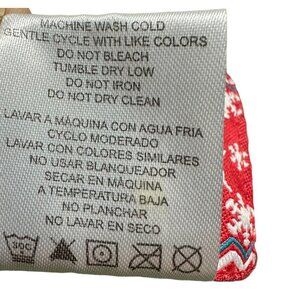 MACHINE WASH COLD
GENTLE CYCLE WITH LIKE COLORS
DO NOT BLEACH
TUMBLE DRY LOW
DO NOT IRON
DO NOT DRY CLEAN
LAVAR A MAQUINA CON AGUA FRIA
CYCLO MODERADO
LAVAR CON COLORES SIMILARES
NO USAR BLANQUEADOR
SECAR EN MÁQUINA
A TEMPERATURA BAJA
NO PLANCHAR
NO LAVAR EN SECO
30C